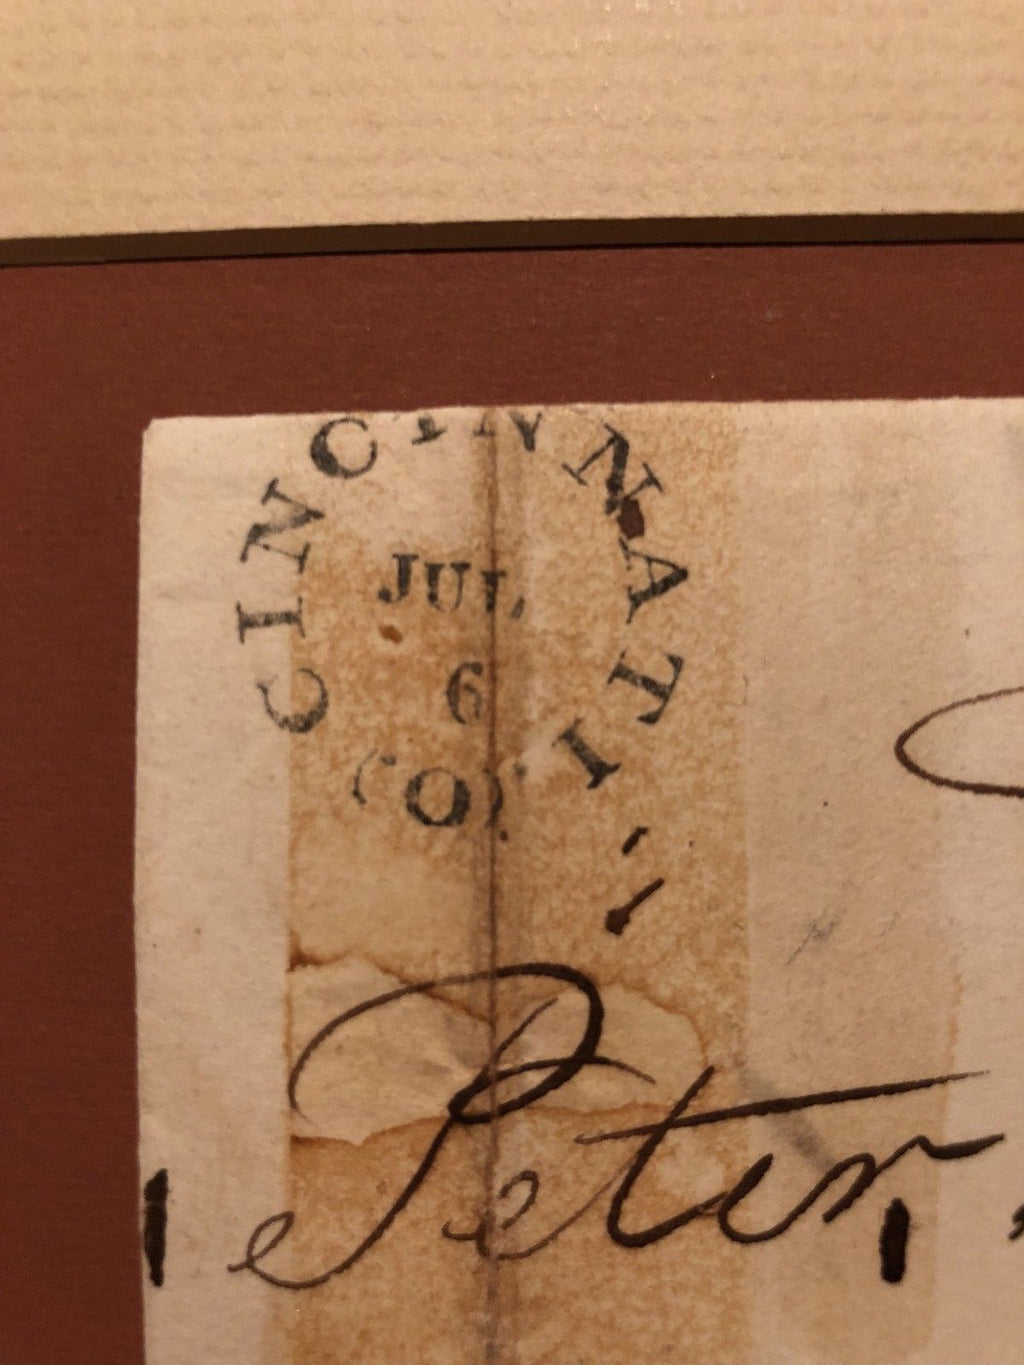 CINCINNATI
JUL
6
(O).
Peter